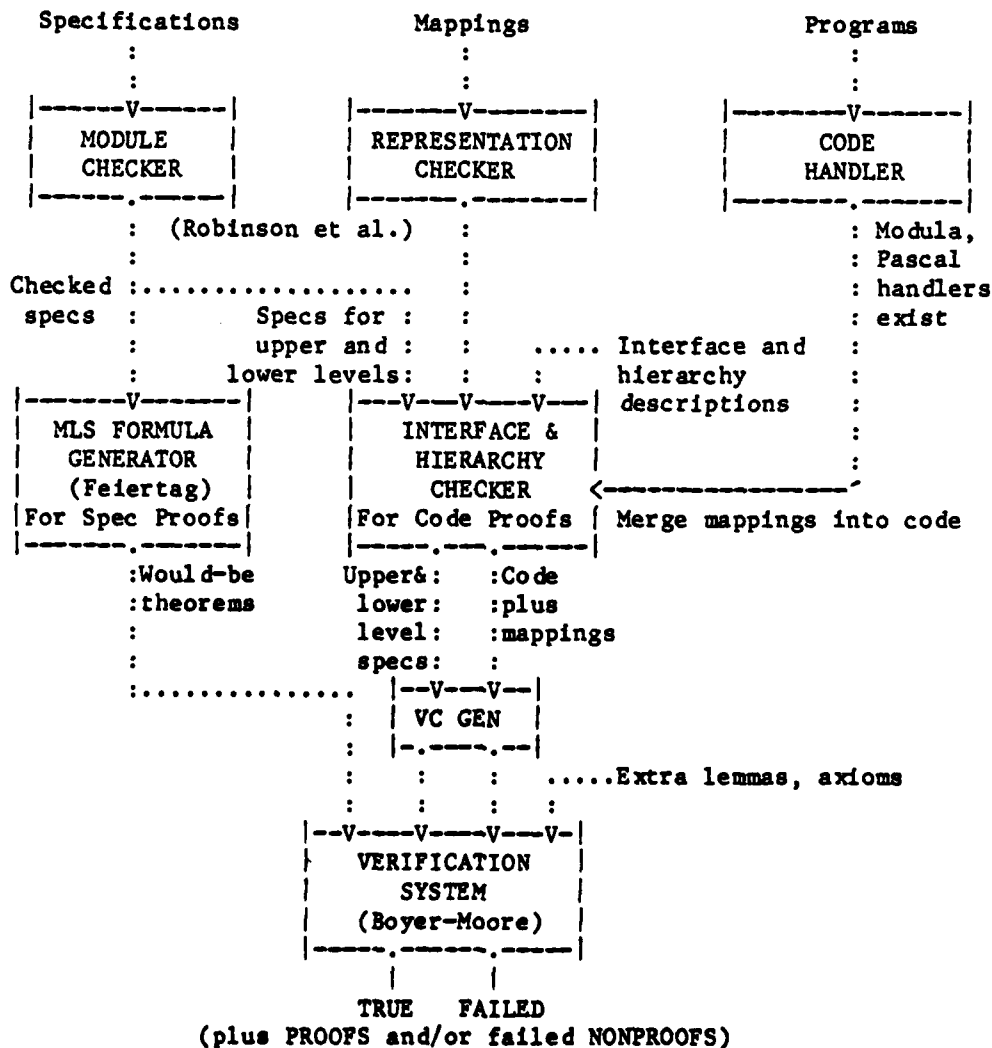 Specifications Mappings Programs
MODULE CHECKER
REPRESENTATION CHECKER
CODE HANDLER
(Robinson et al.)
Modula, Pascal handlers exist
Checked specs
Specs for upper and lower levels
Interface and hierarchy descriptions
MLS FORMULA GENERATOR (Feiertag) For Spec Proofs
INTERFACE & HIERARCHY CHECKER For Code Proofs
Merge mappings into code
Would-be theorems
Upper& lower level specs
Code plus mappings
VC GEN
Extra lemmas, axioms
VERIFICATION SYSTEM (Boyer-Moore)
TRUE FAILED
(plus PROOFS and/or failed NONPROOFS)